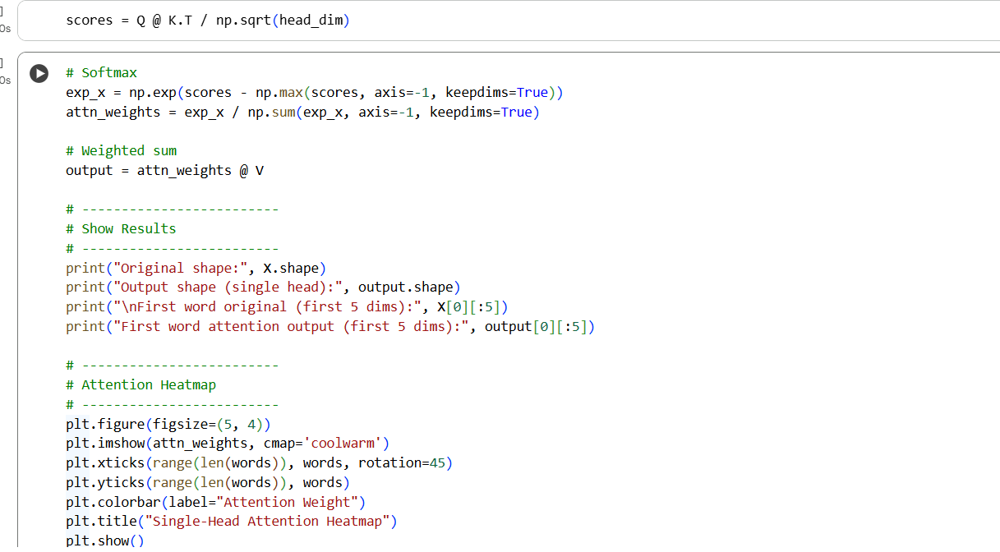 ]
0s
scores = Q @ K.T / np.sqrt(head_dim)
]
0s
# Softmax
exp_x = np.exp(scores - np.max(scores, axis=-1, keepdims=True))
attn_weights = exp_x / np.sum(exp_x, axis=-1, keepdims=True)
# Weighted sum
output = attn_weights @ V
# -------------------------
# Show Results
# -------------------------
print("Original shape:", X.shape)
print("Output shape (single head):", output.shape)
print("\nFirst word original (first 5 dims):", X[0][:5])
print("First word attention output (first 5 dims):", output[0][:5])
# -------------------------
# Attention Heatmap
# -------------------------
plt.figure(figsize=(5, 4))
plt.imshow(attn_weights, cmap='coolwarm')
plt.xticks(range(len(words)), words, rotation=45)
plt.yticks(range(len(words)), words)
plt.colorbar(label="Attention Weight")
plt.title("Single-Head Attention Heatmap")
plt.show()